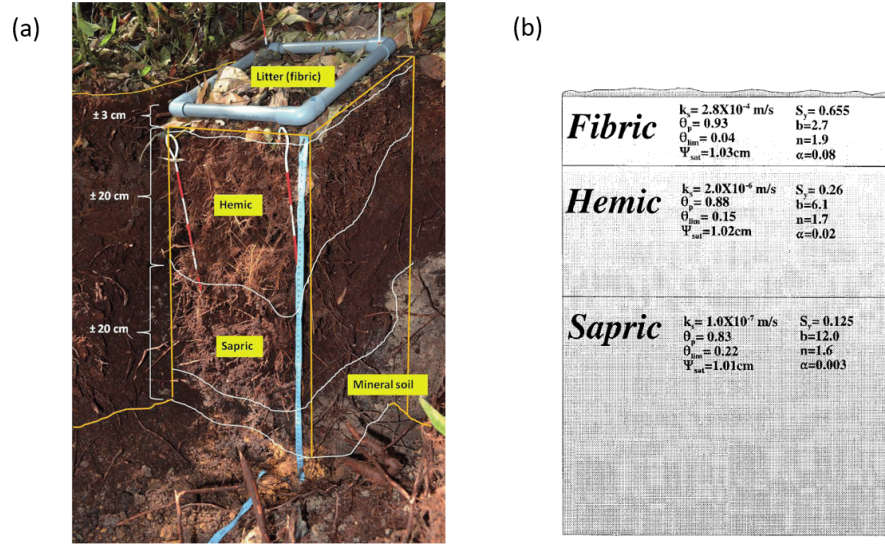 (a)
Litter (fibric)
± 3 cm
Hemic
± 20 cm
Sapric
± 20 cm
Mineral soil
(b)
Fibric
kₛ= 2.8X10⁻⁴ m/s
θₚ= 0.93
θₗᵢₘ= 0.04
Ψₛₐₜ=1.03cm
Sᵧ= 0.655
b=2.7
n=1.9
α=0.08
Hemic
kₛ= 2.0X10⁻⁶ m/s
θₚ= 0.88
θₗᵢₘ= 0.15
Ψₛₐₜ=1.02cm
Sᵧ= 0.26
b=6.1
n=1.7
α=0.02
Sapric
kₛ= 1.0X10⁻⁷ m/s
θₚ= 0.83
θₗᵢₘ= 0.22
Ψₛₐₜ=1.01cm
Sᵧ= 0.125
b=12.0
n=1.6
α=0.003